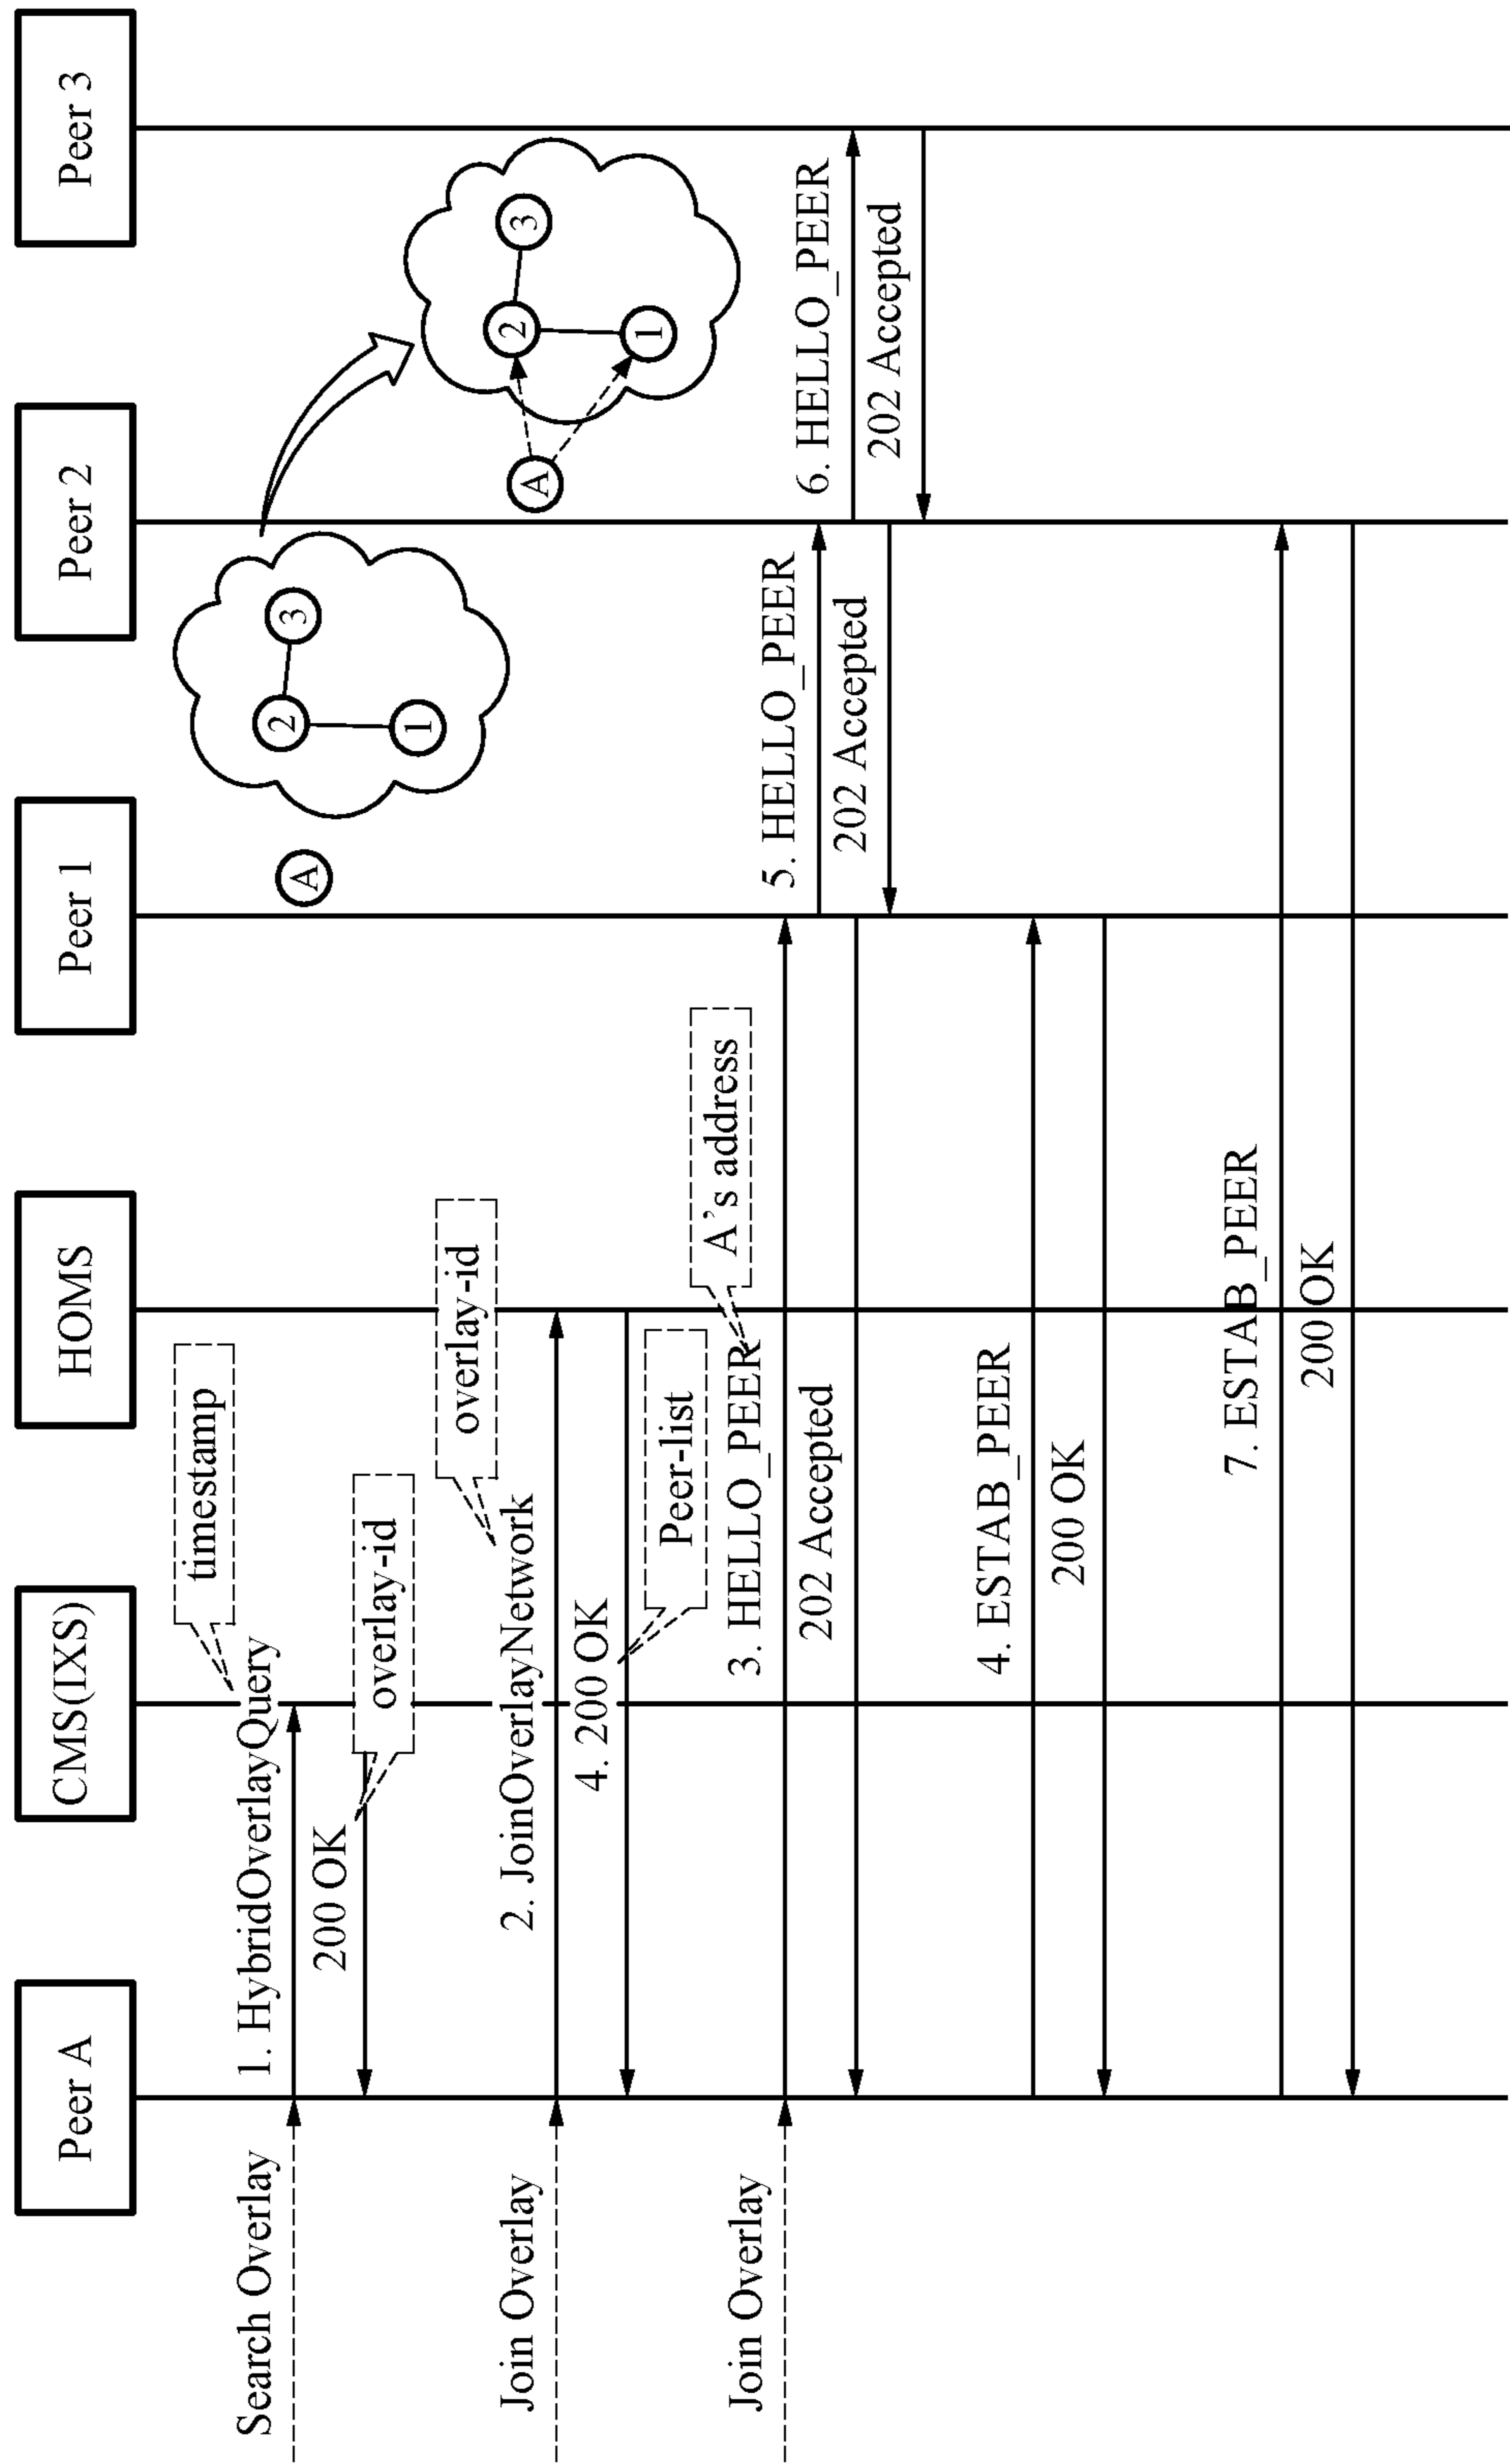 Peer A
CMS(IXS)
HOMS
Peer 1
Peer 2
Peer 3
timestamp
Search Overlay
1. HybridOverlayQuery
200 OK
overlay-id
A
2
3
1
overlay-id
Join Overlay
2. JoinOverlayNetwork
4. 200 OK
Peer-list
A
2
3
1
A's address
Join Overlay
3. HELLO_PEER
202 Accepted
5. HELLO_PEER
202 Accepted
6. HELLO_PEER
202 Accepted
4. ESTAB_PEER
200 OK
7. ESTAB_PEER
200 OK